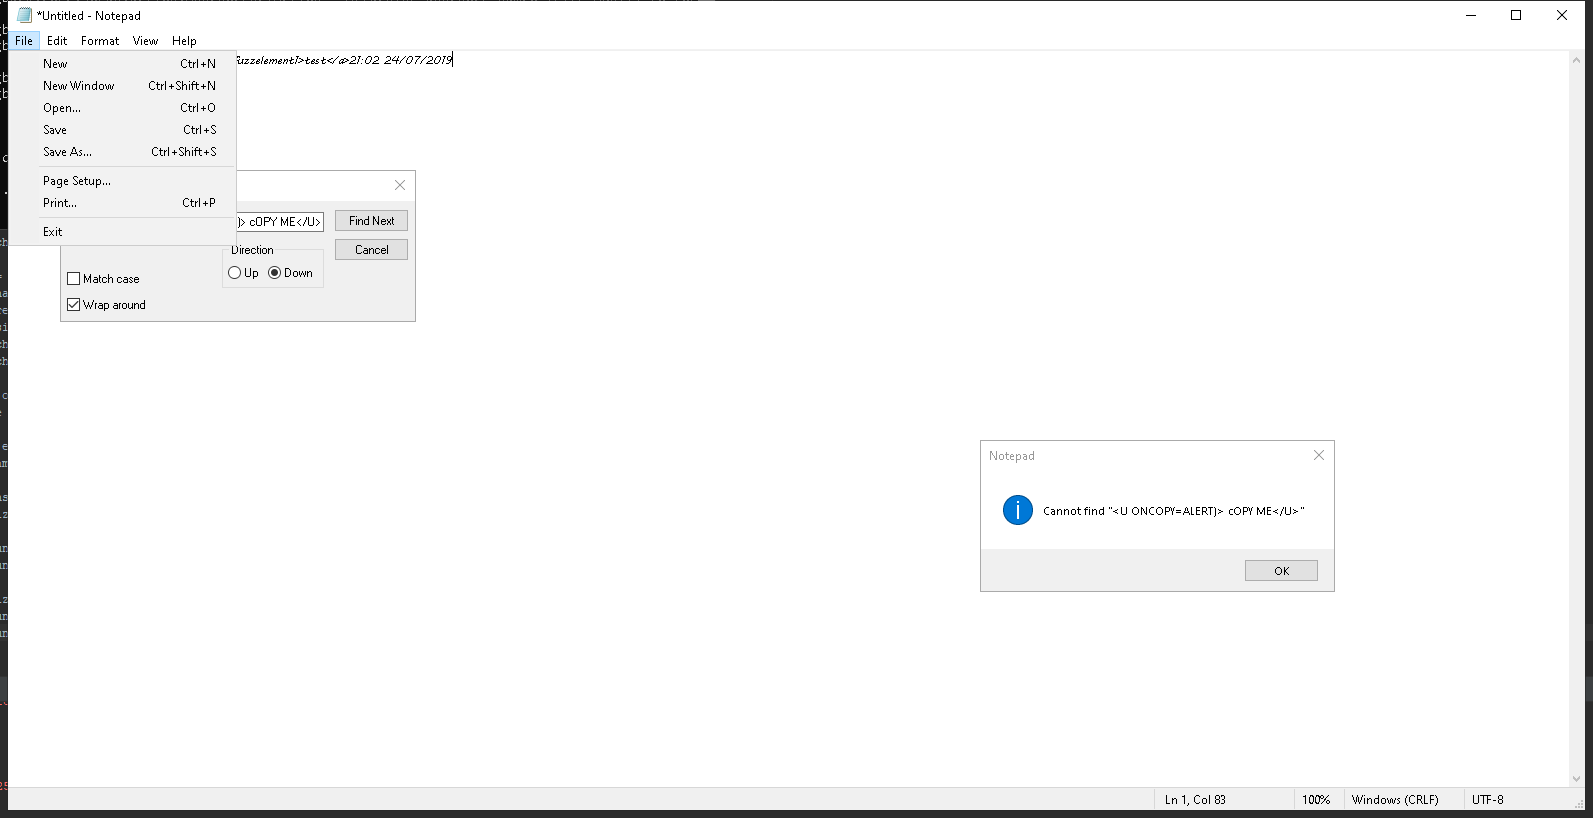 *Untitled - Notepad
File Edit Format View Help
fuzzelement1>test</a>21:02 24/07/2019
New Ctrl+N
New Window Ctrl+Shift+N
Open... Ctrl+O
Save Ctrl+S
Save As... Ctrl+Shift+S
Page Setup...
Print... Ctrl+P
Exit
)> cOPY ME</U>
Find Next
Cancel
Direction
Up Down
Match case
Wrap around
Notepad
Cannot find "<U ONCOPY=ALERT)> cOPY ME</U>"
OK
Ln 1, Col 83 100% Windows (CRLF) UTF-8